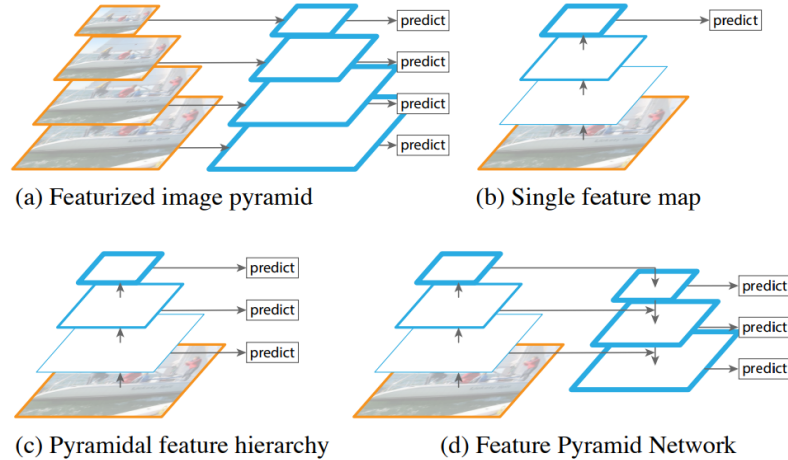 predict
predict
predict
predict
predict
(a) Featurized image pyramid
(b) Single feature map
predict
predict
predict
predict
predict
predict
(c) Pyramidal feature hierarchy
(d) Feature Pyramid Network